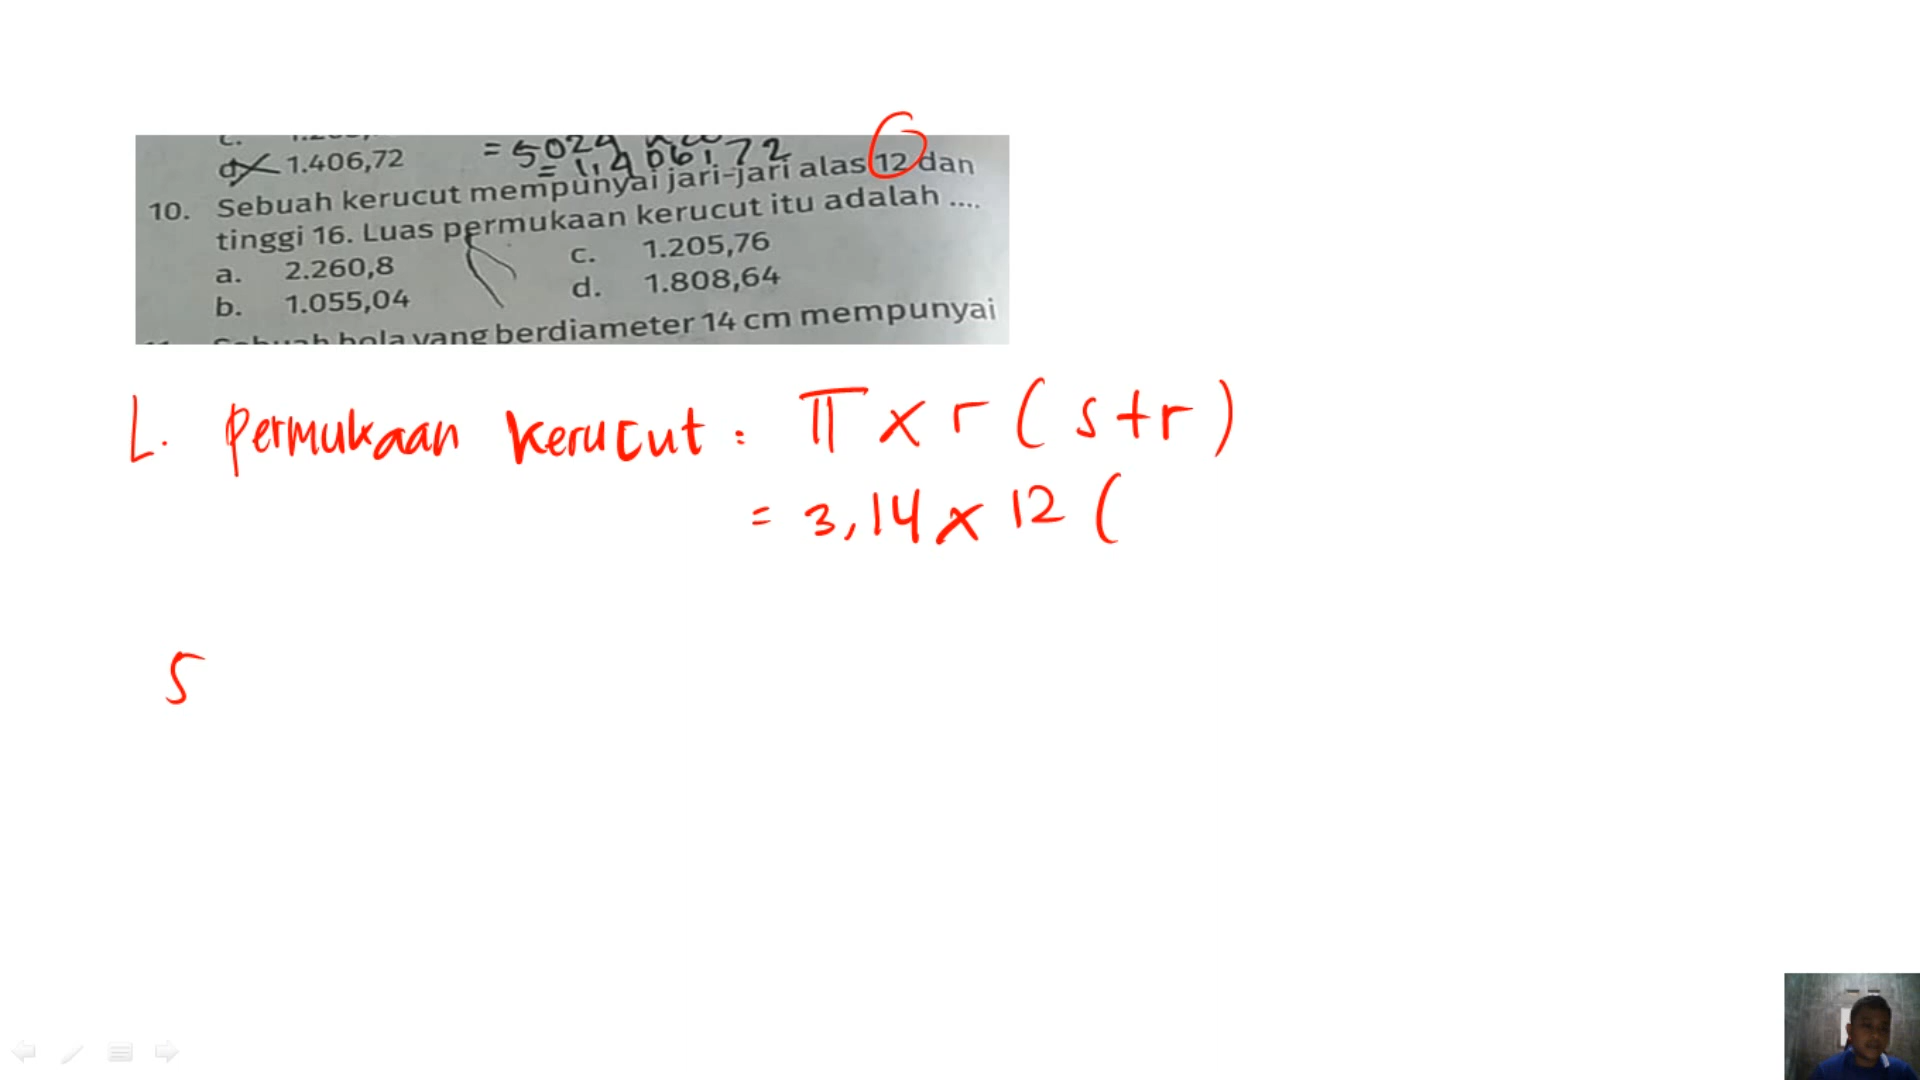 d. 1.406,72
= 5024
= 1.406,72
10. Sebuah kerucut mempunyai jari-jari alas 12 dan
tinggi 16. Luas permukaan kerucut itu adalah ....
a. 2.260,8
b. 1.055,04
c. 1.205,76
d. 1.808,64
bola yang berdiameter 14 cm mempunyai
L. Permukaan Kerucut : π x r ( s + r )
= 3,14 x 12 (
s